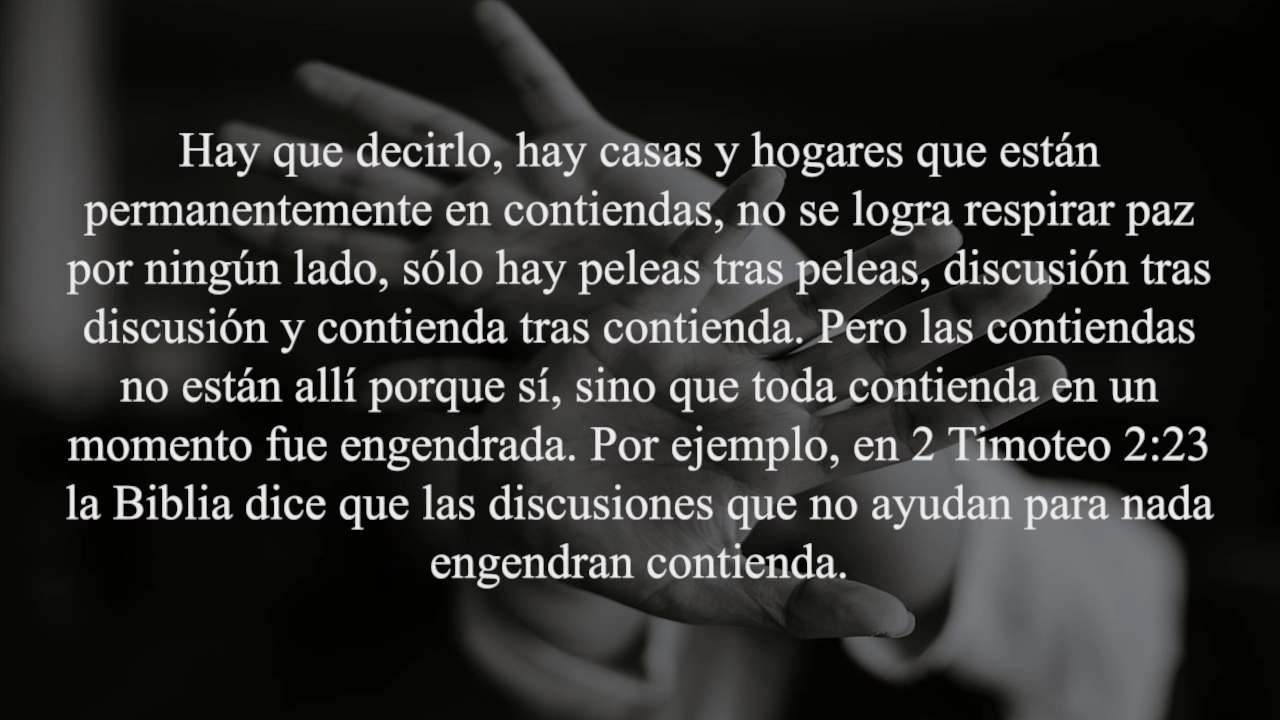 Hay que decirlo, hay casas y hogares que están
permanentemente en contiendas, no se logra respirar paz
por ningún lado, sólo hay peleas tras peleas, discusión tras
discusión y contienda tras contienda. Pero las contiendas
no están allí porque sí, sino que toda contienda en un
momento fue engendrada. Por ejemplo, en 2 Timoteo 2:23
la Biblia dice que las discusiones que no ayudan para nada
engendran contienda.